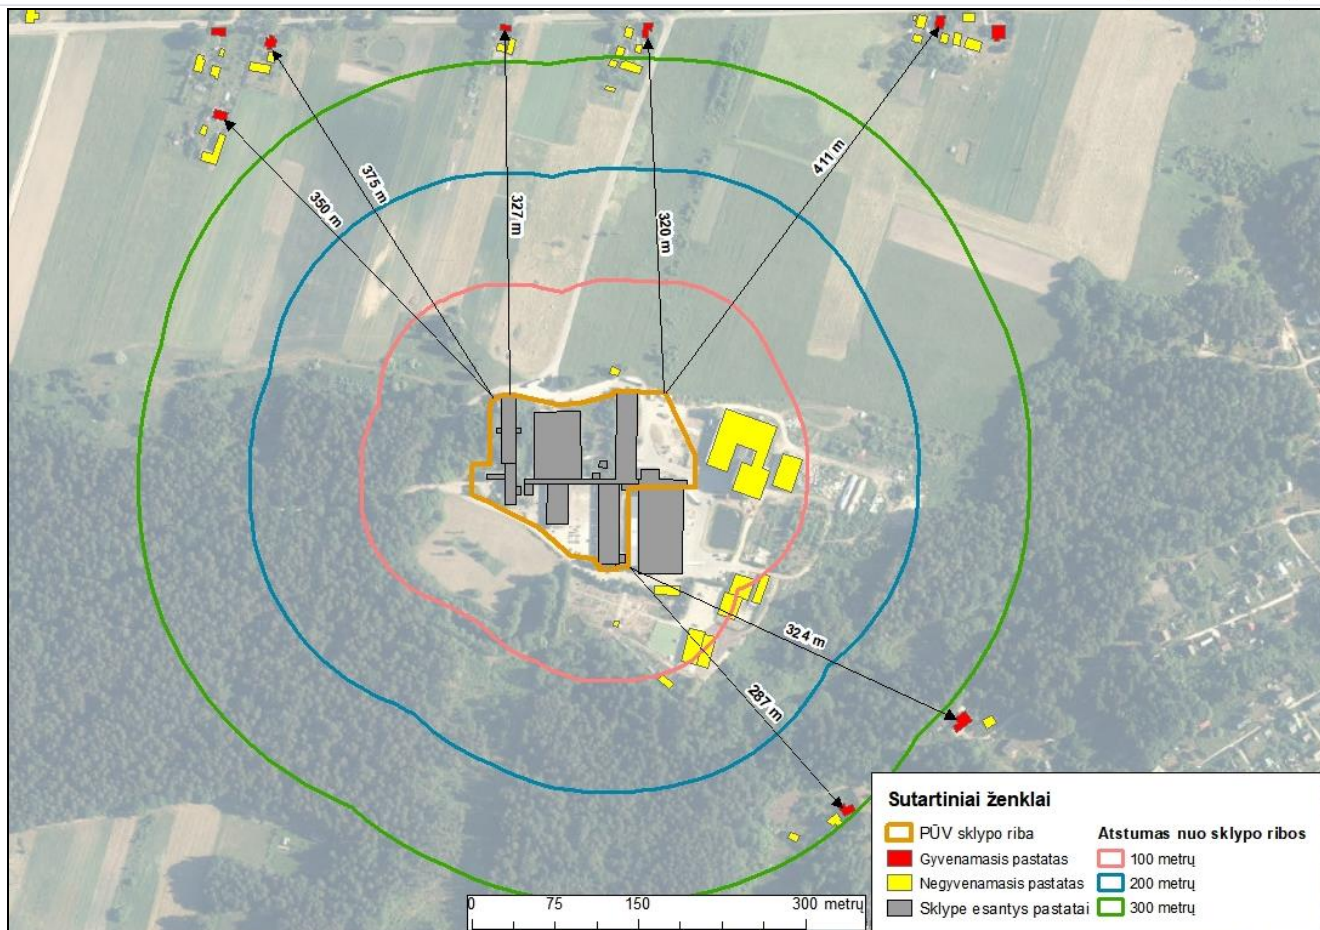 350 m
375 m
327 m
320 m
411 m
324 m
287 m
Sutartiniai ženklai
PŪV sklypo riba
Gyvenamasis pastatas
Negyvenamasis pastatas
Sklype esantys pastatai
Atstumas nuo sklypo ribos
100 metrų
200 metrų
300 metrų
0 75 150 300 metrų